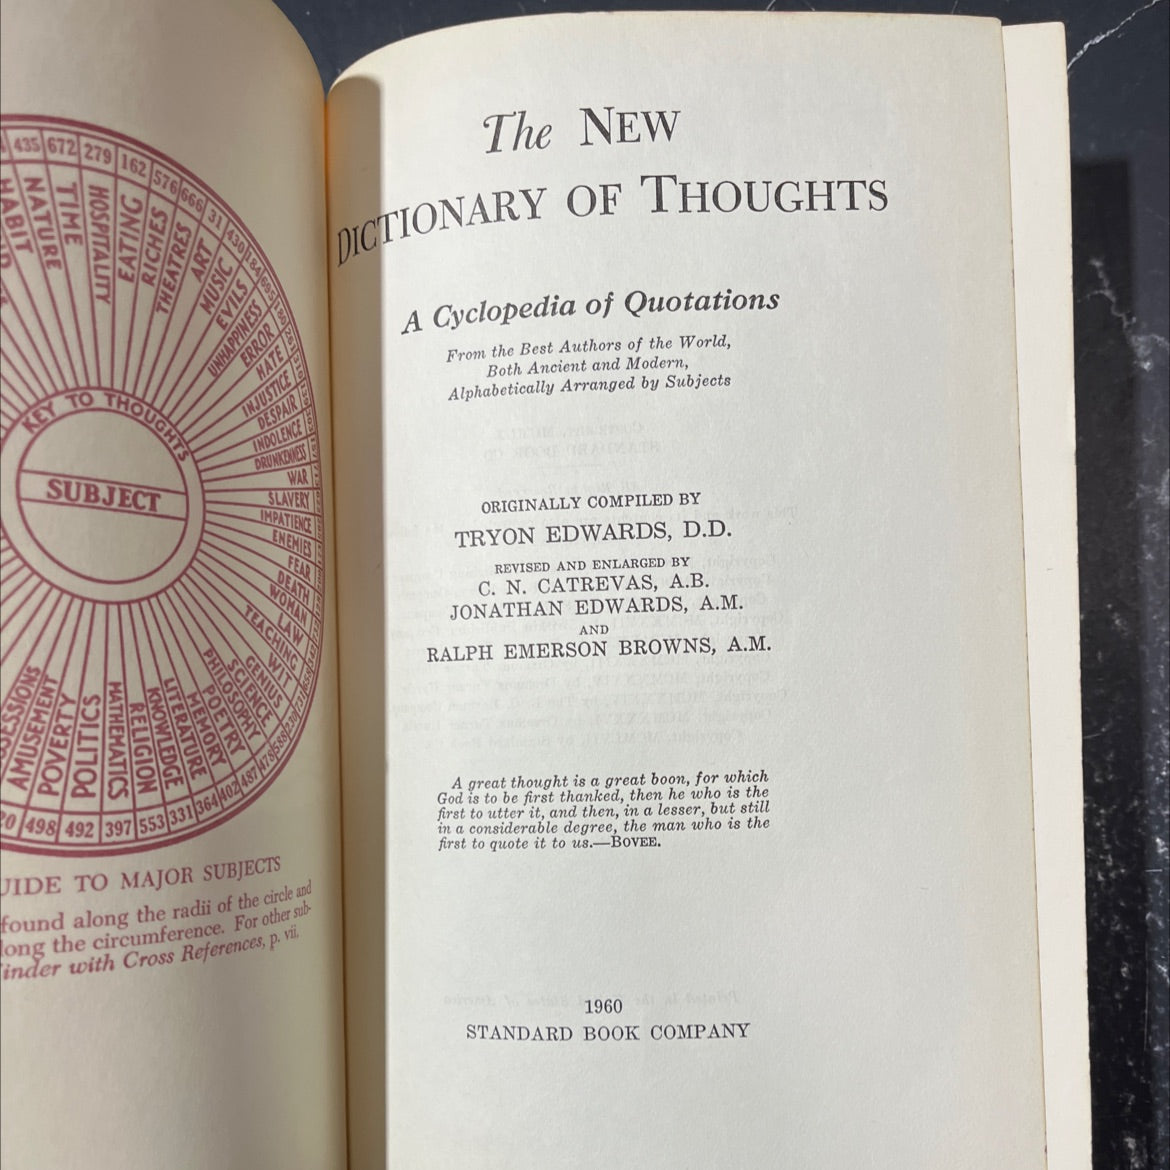 435 672 279 162 576 666 31 430 184
HABIT
NATURE
TIME
HOSPITALITY
EATING
RICHES
THEATRES
ART
MUSIC
EVILS
UNHAPPINESS
ERROR
HATE
INJUSTICE
DESPAIR
INDOLENCE
DRUNKENNESS
WAR
SLAVERY
IMPATIENCE
ENEMIES
FEAR
DEATH
WOMAN
LAW
TEACHING
WIT
GENIUS
SCIENCE
PHILOSOPHY
POETRY
MEMORY
LITERATURE
KNOWLEDGE
RELIGION
MATHEMATICS
POLITICS
POVERTY
AMUSEMENT
498 492 397 553 331 364 402 487 478 588
KEY TO THOUGHTS
SUBJECT
UIDE TO MAJOR SUBJECTS
found along the radii of the circle and
long the circumference. For other sub-
inder with Cross References, p. vii.
The NEW
DICTIONARY OF THOUGHTS
A Cyclopedia of Quotations
From the Best Authors of the World,
Both Ancient and Modern,
Alphabetically Arranged by Subjects
ORIGINALLY COMPILED BY
TRYON EDWARDS, D.D.
REVISED AND ENLARGED BY
C. N. CATREVAS, A.B.
JONATHAN EDWARDS, A.M.
AND
RALPH EMERSON BROWNS, A.M.
A great thought is a great boon, for which
God is to be first thanked, then he who is the
first to utter it, and then, in a lesser, but still
in a considerable degree, the man who is the
first to quote it to us.—BOVEE.
1960
STANDARD BOOK COMPANY